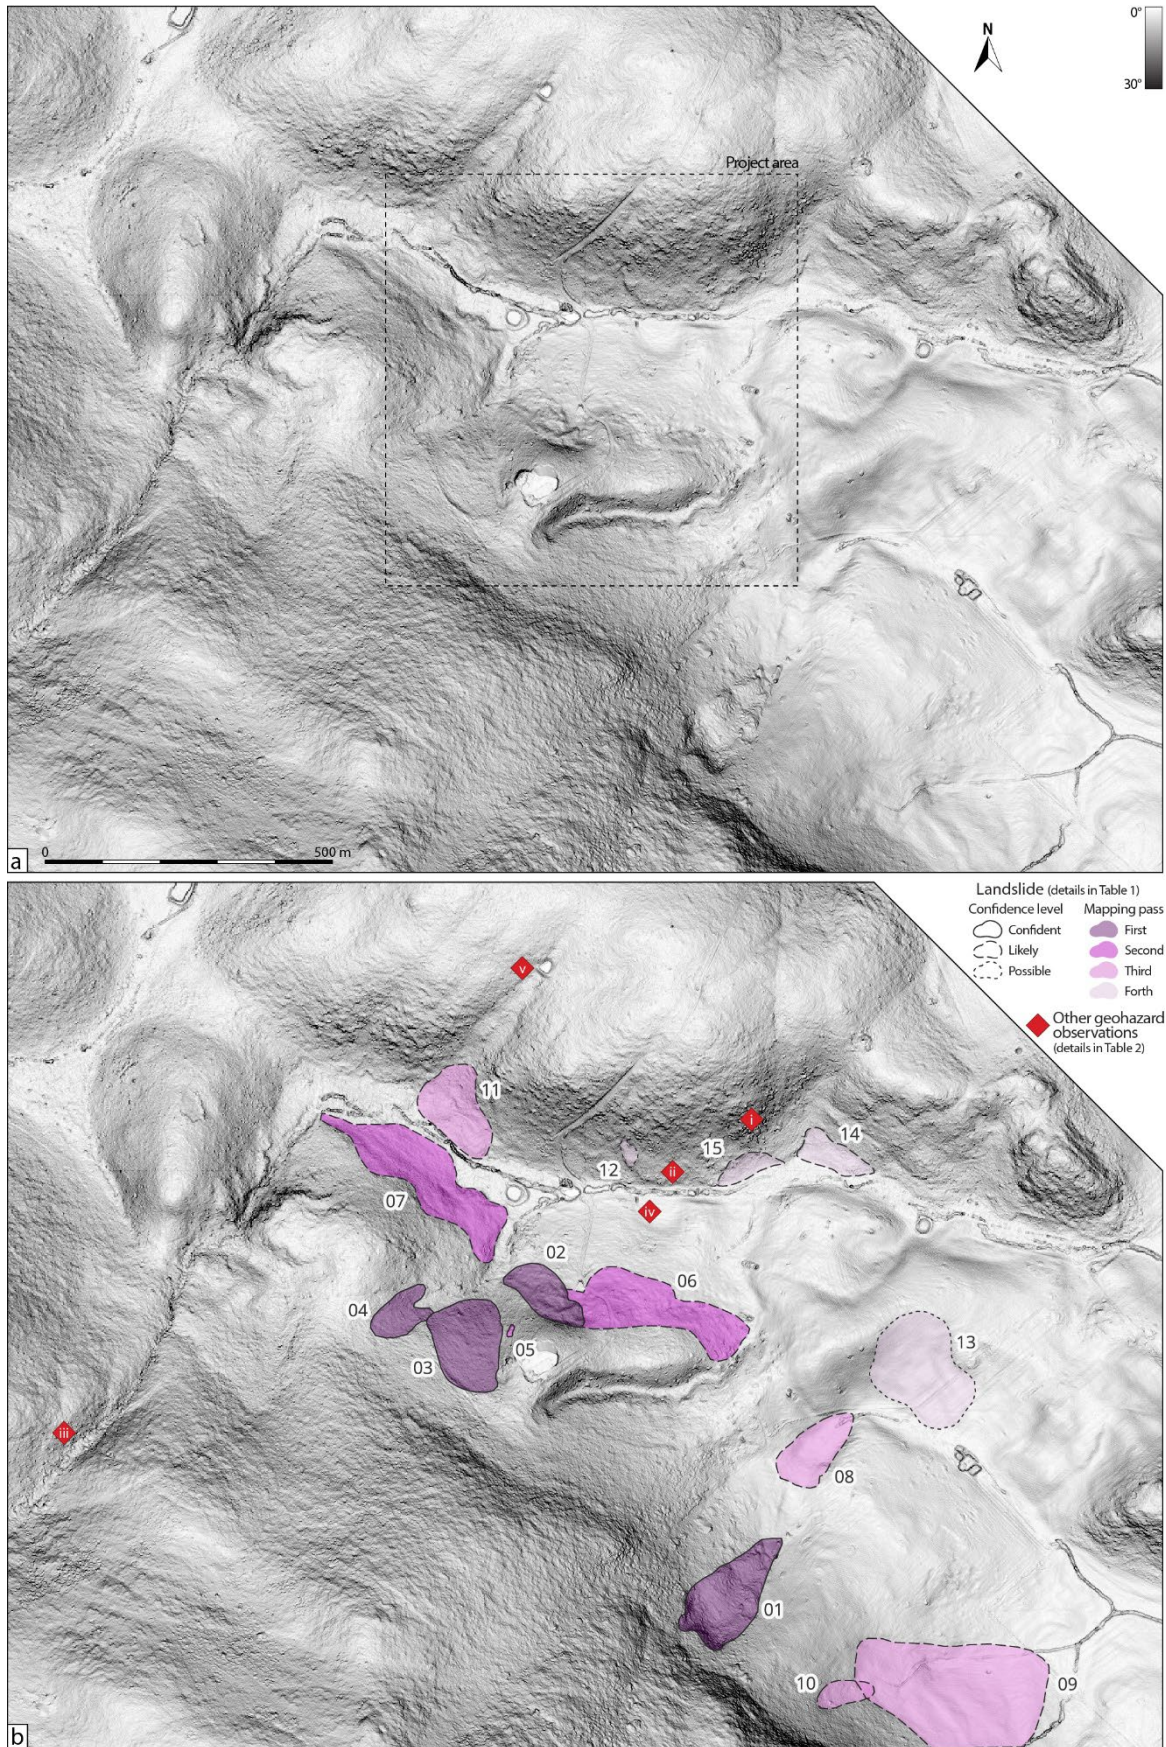 0°
N
30°
Project area
0 500 m
a
Landslide (details in Table 1)
Confidence level Mapping pass
Confident First
Likely Second
Possible Third
Forth
Other geohazard
observations
(details in Table 2)
v
11
i
14
15
12
ii
07
iv
02
06
04
05
03
13
iii
08
01
10
09
b